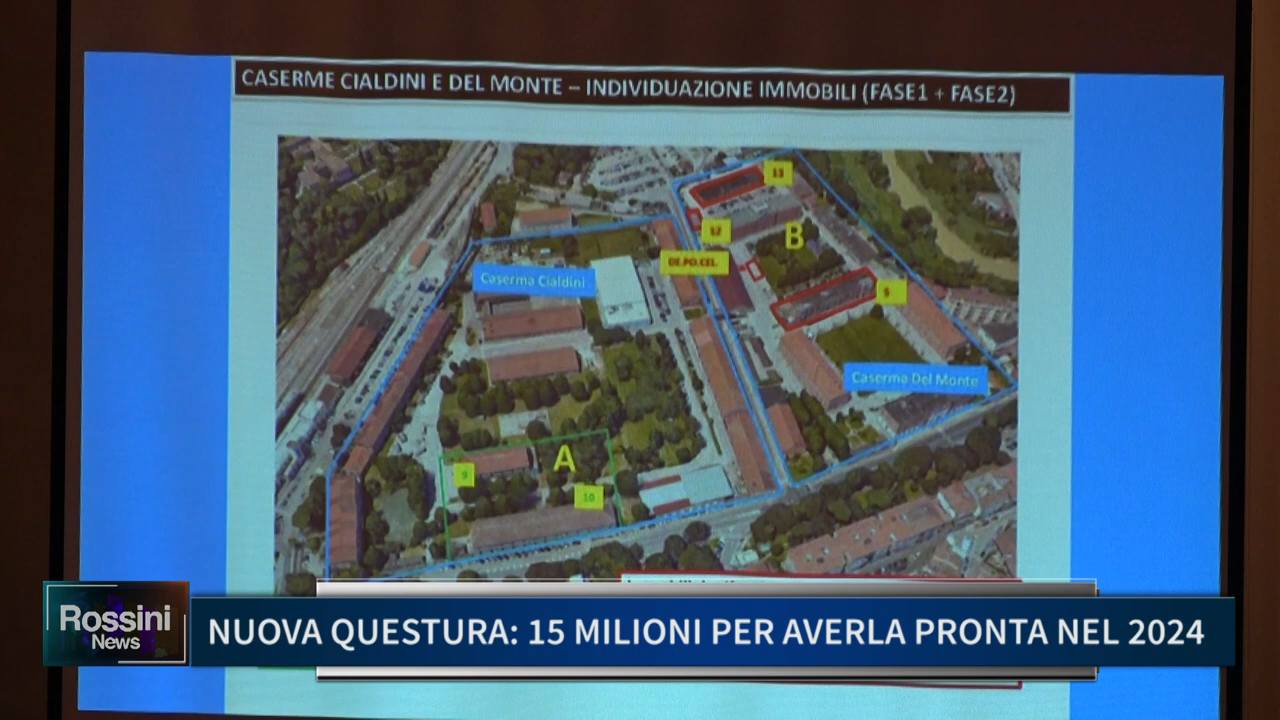 CASERME CIALDINI E DEL MONTE – INDIVIDUAZIONE IMMOBILI (FASE1 + FASE2)
13
12
B
DE.PO.CEL.
Caserma Cialdini
5
Caserma Del Monte
A
9
10
Rossini
News
NUOVA QUESTURA: 15 MILIONI PER AVERLA PRONTA NEL 2024